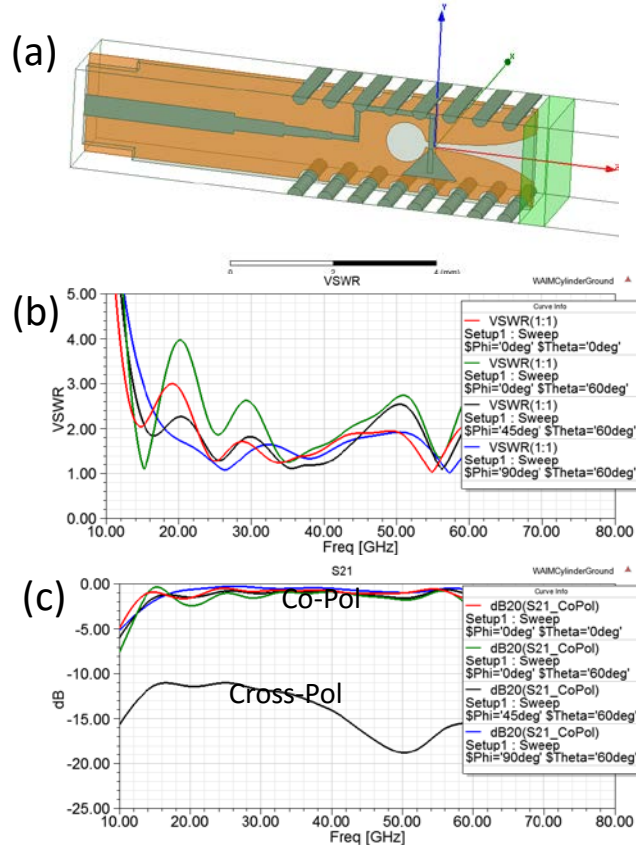 (a)
Y
X
Z
0 2 4 (mm)
(b)
VSWR
WAIMCylinderGround
5.00
4.00
3.00
2.00
1.00
0.00
VSWR
10.00 20.00 30.00 40.00 50.00 60.00 70.00 80.00
Freq [GHz]
Curve Info
VSWR(1:1)
Setup1 : Sweep
$Phi='0deg' $Theta='0deg'
VSWR(1:1)
Setup1 : Sweep
$Phi='0deg' $Theta='60deg'
VSWR(1:1)
Setup1 : Sweep
$Phi='45deg' $Theta='60deg'
VSWR(1:1)
Setup1 : Sweep
$Phi='90deg' $Theta='60deg'
(c)
S21
WAIMCylinderGround
0.00
-5.00
-10.00
-15.00
-20.00
-25.00
dB
Co-Pol
Cross-Pol
10.00 20.00 30.00 40.00 50.00 60.00 70.00 80.00
Freq [GHz]
Curve Info
dB20(S21_CoPol)
Setup1 : Sweep
$Phi='0deg' $Theta='0deg'
dB20(S21_CoPol)
Setup1 : Sweep
$Phi='0deg' $Theta='60deg'
dB20(S21_CoPol)
Setup1 : Sweep
$Phi='45deg' $Theta='60deg'
dB20(S21_CoPol)
Setup1 : Sweep
$Phi='90deg' $Theta='60deg'